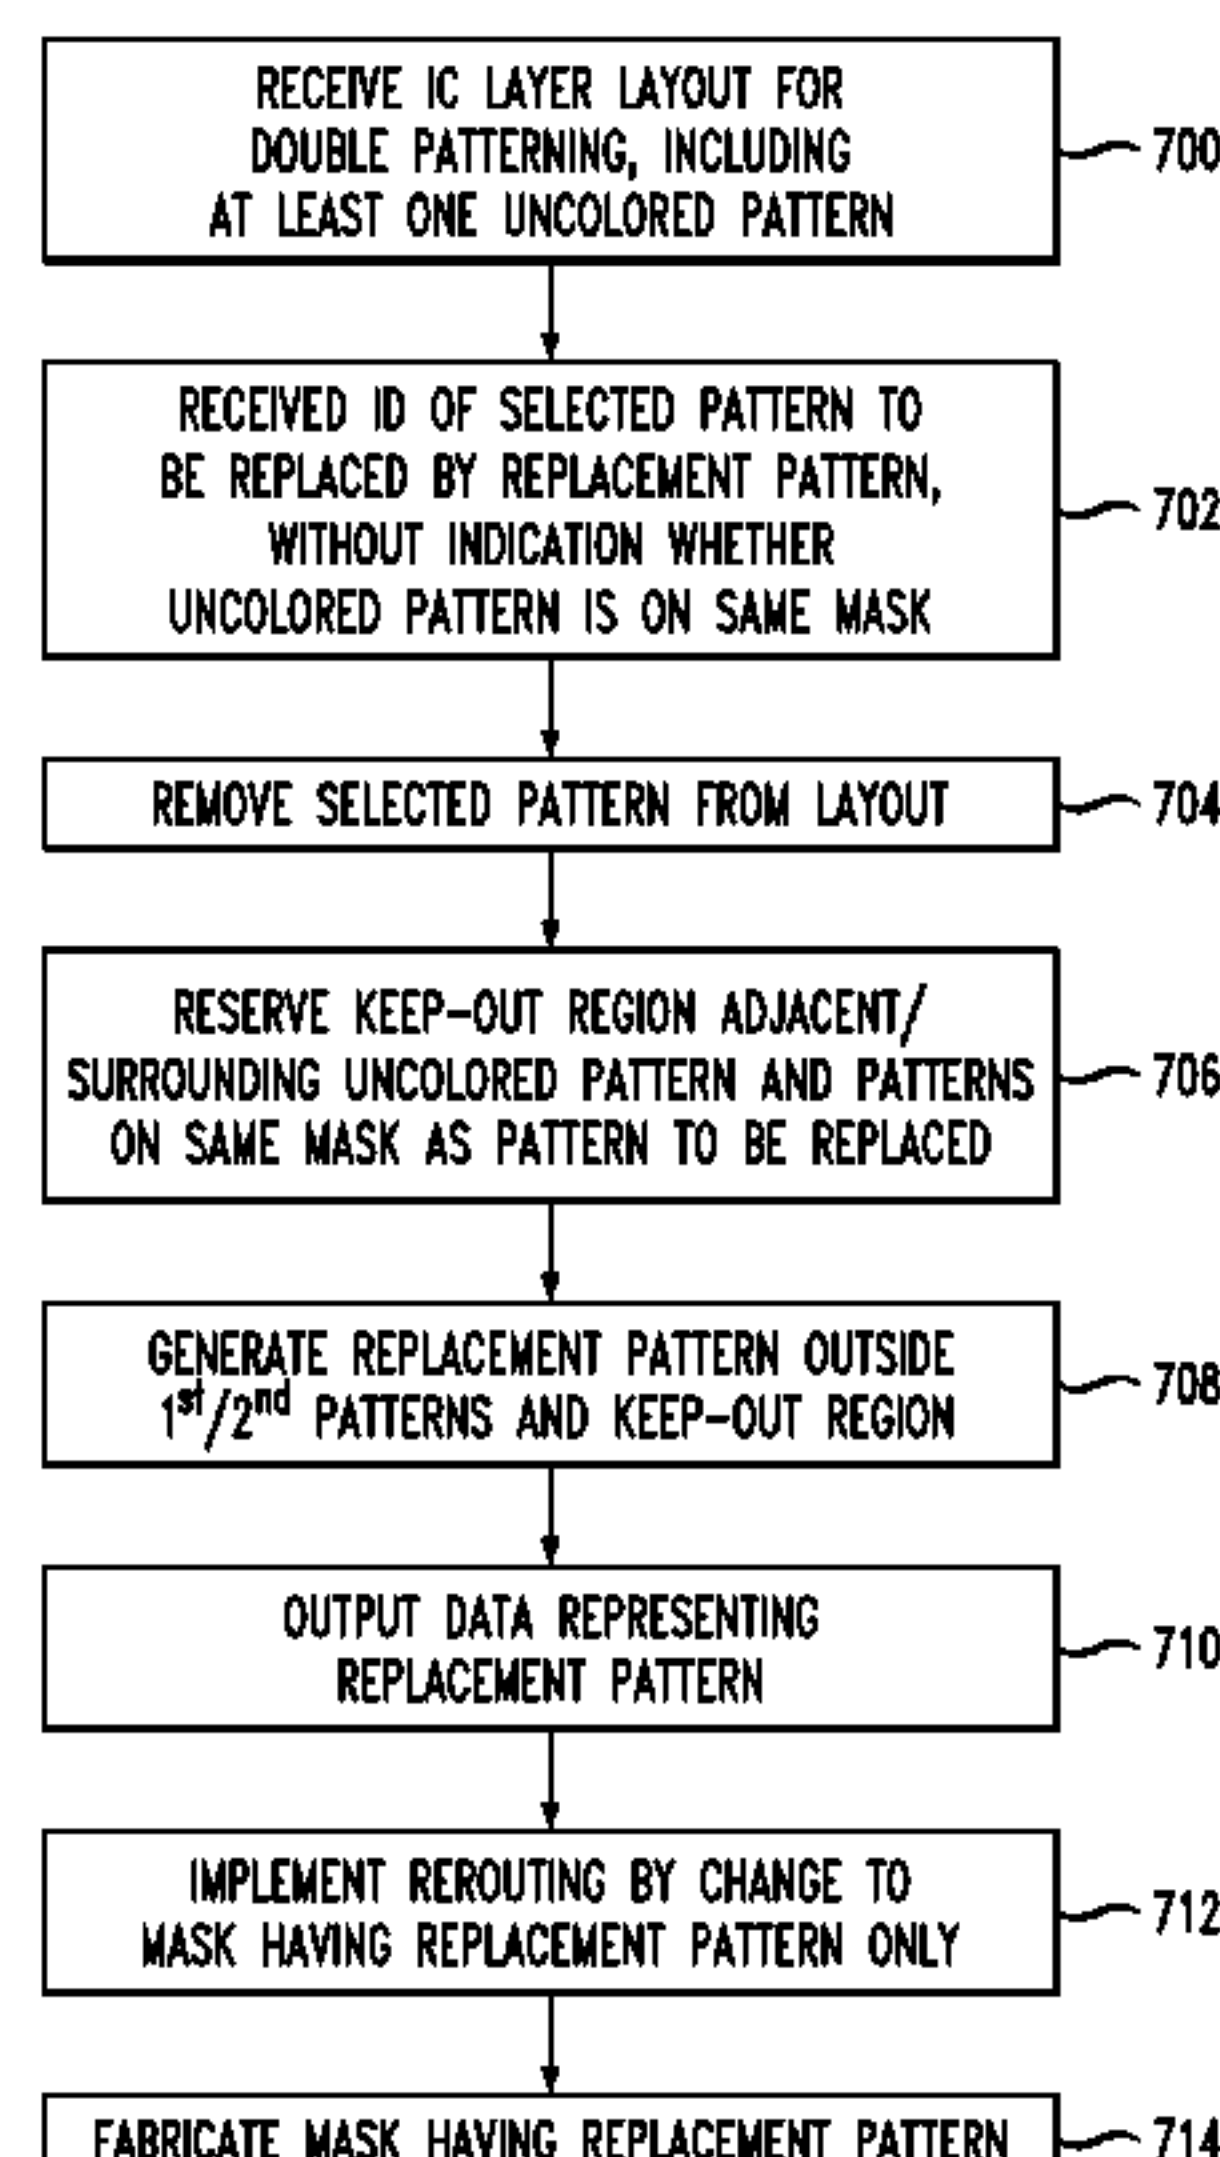 RECEIVE IC LAYER LAYOUT FOR
DOUBLE PATTERNING, INCLUDING
AT LEAST ONE UNCOLORED PATTERN
700
RECEIVED ID OF SELECTED PATTERN TO
BE REPLACED BY REPLACEMENT PATTERN,
WITHOUT INDICATION WHETHER
UNCOLORED PATTERN IS ON SAME MASK
702
REMOVE SELECTED PATTERN FROM LAYOUT
704
RESERVE KEEP-OUT REGION ADJACENT/
SURROUNDING UNCOLORED PATTERN AND PATTERNS
ON SAME MASK AS PATTERN TO BE REPLACED
706
GENERATE REPLACEMENT PATTERN OUTSIDE
1st/2nd PATTERNS AND KEEP-OUT REGION
708
OUTPUT DATA REPRESENTING
REPLACEMENT PATTERN
710
IMPLEMENT REROUTING BY CHANGE TO
MASK HAVING REPLACEMENT PATTERN ONLY
712
FABRICATE MASK HAVING REPLACEMENT PATTERN
714